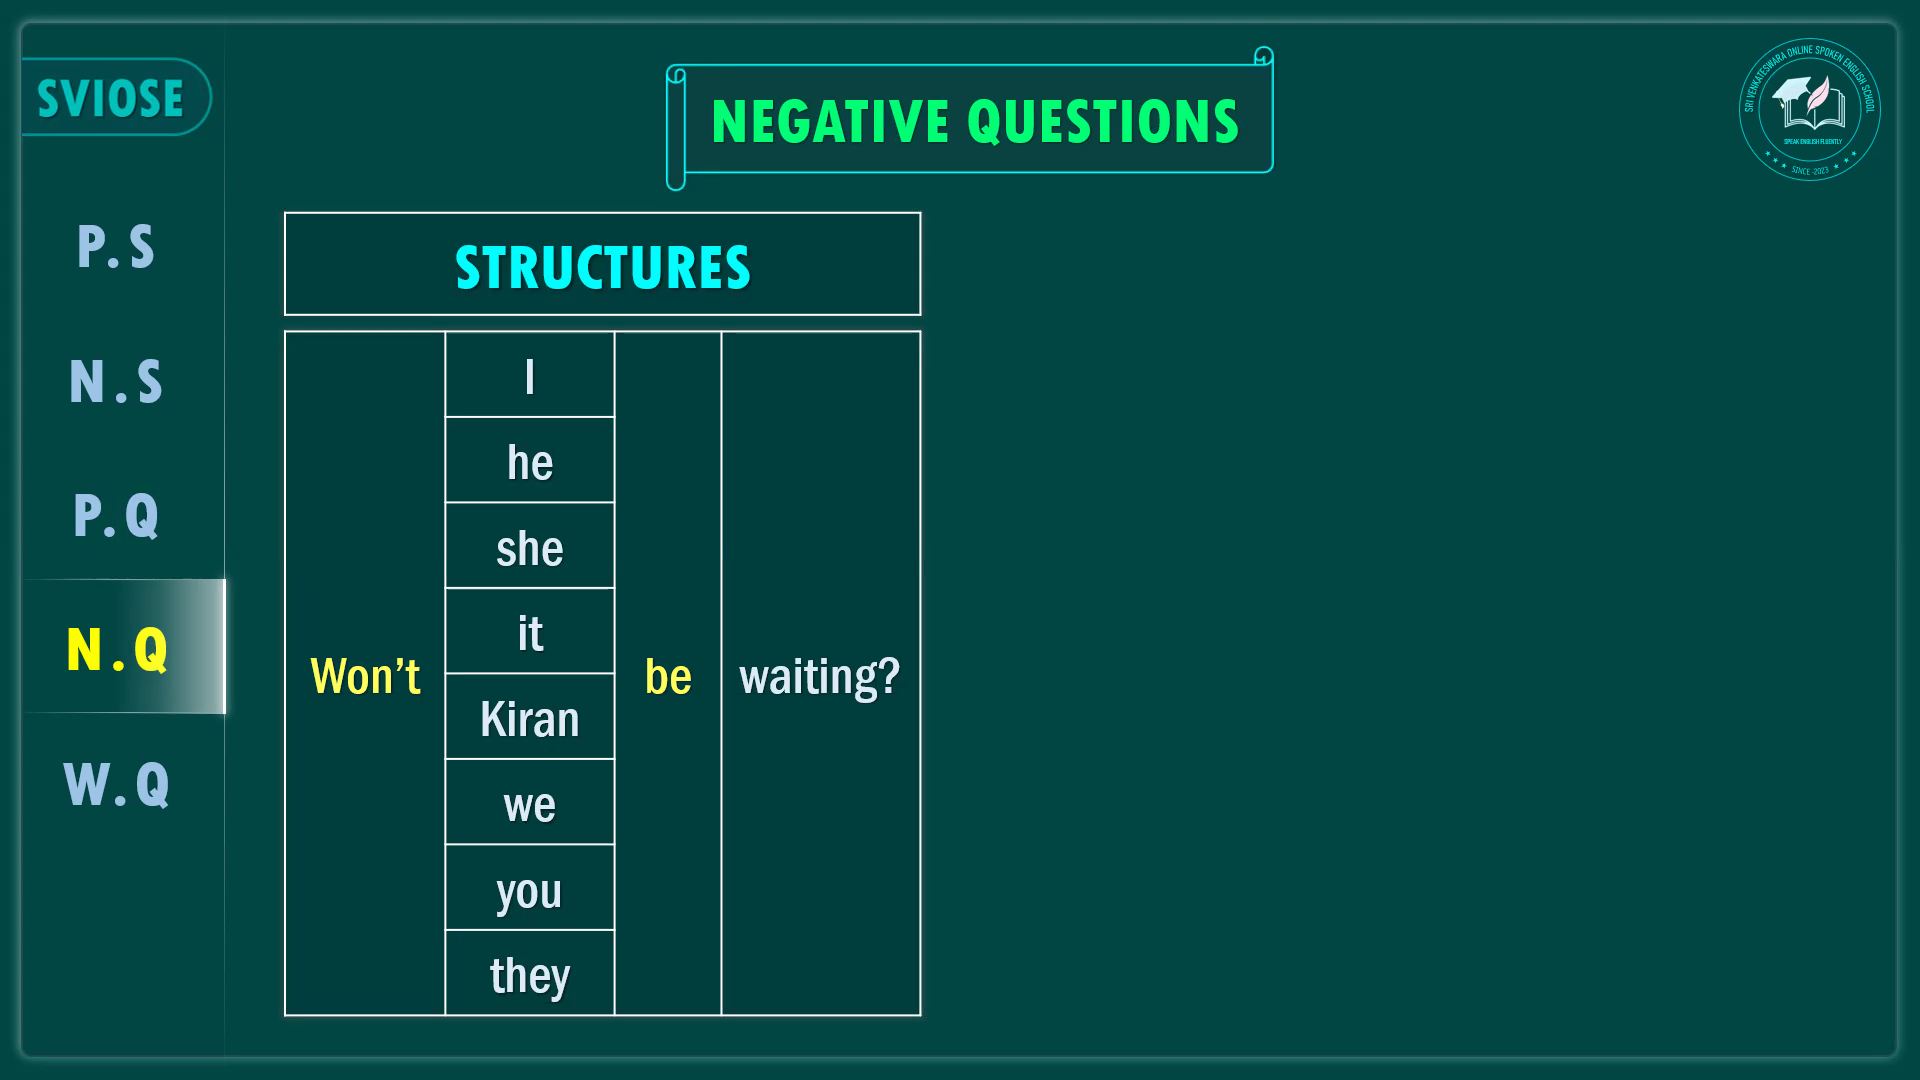 SVIOSE
NEGATIVE QUESTIONS
SRI VENKATESWARA ONLINE SPOKEN ENGLISH SCHOOL
SPEAK ENGLISH FLUENTLY
SINCE -2023
P.S
N.S
P.Q
N.Q
W.Q
STRUCTURES
I
he
she
it
Won’t be waiting?
Kiran
we
you
they